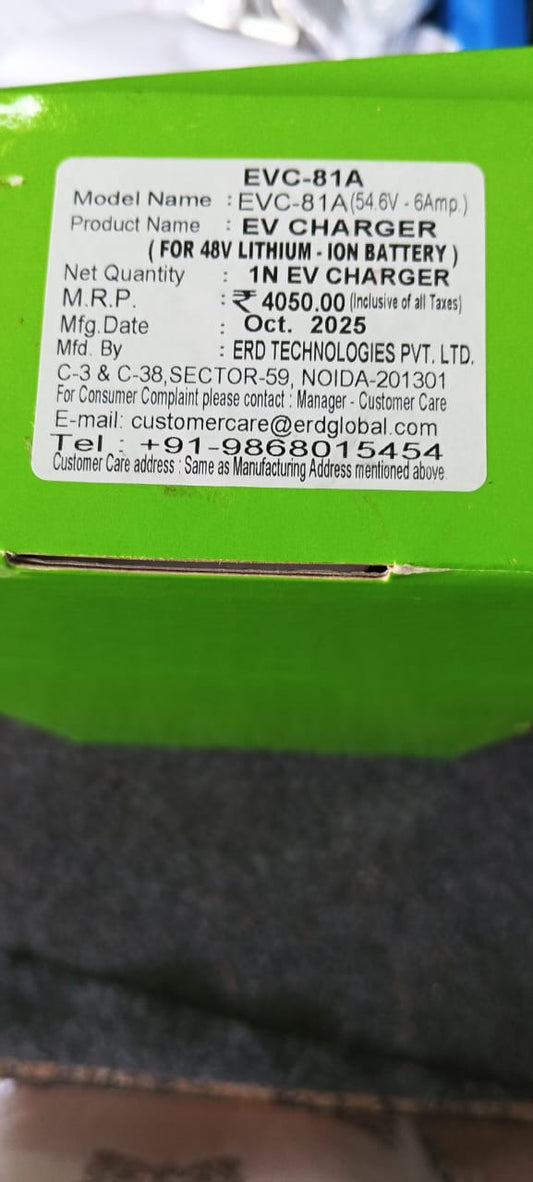 EVC-81A
Model Name : EVC-81A (54.6V - 6Amp.)
Product Name : EV CHARGER
( FOR 48V LITHIUM - ION BATTERY )
Net Quantity : 1N EV CHARGER
M.R.P. : ₹ 4050.00 (Inclusive of all Taxes)
Mfg.Date : Oct. 2025
Mfd. By : ERD TECHNOLOGIES PVT. LTD.
C-3 & C-38,SECTOR-59, NOIDA-201301
For Consumer Complaint please contact : Manager - Customer Care
E-mail: customercare@erdglobal.com
Tel : +91-9868015454
Customer Care address : Same as Manufacturing Address mentioned above